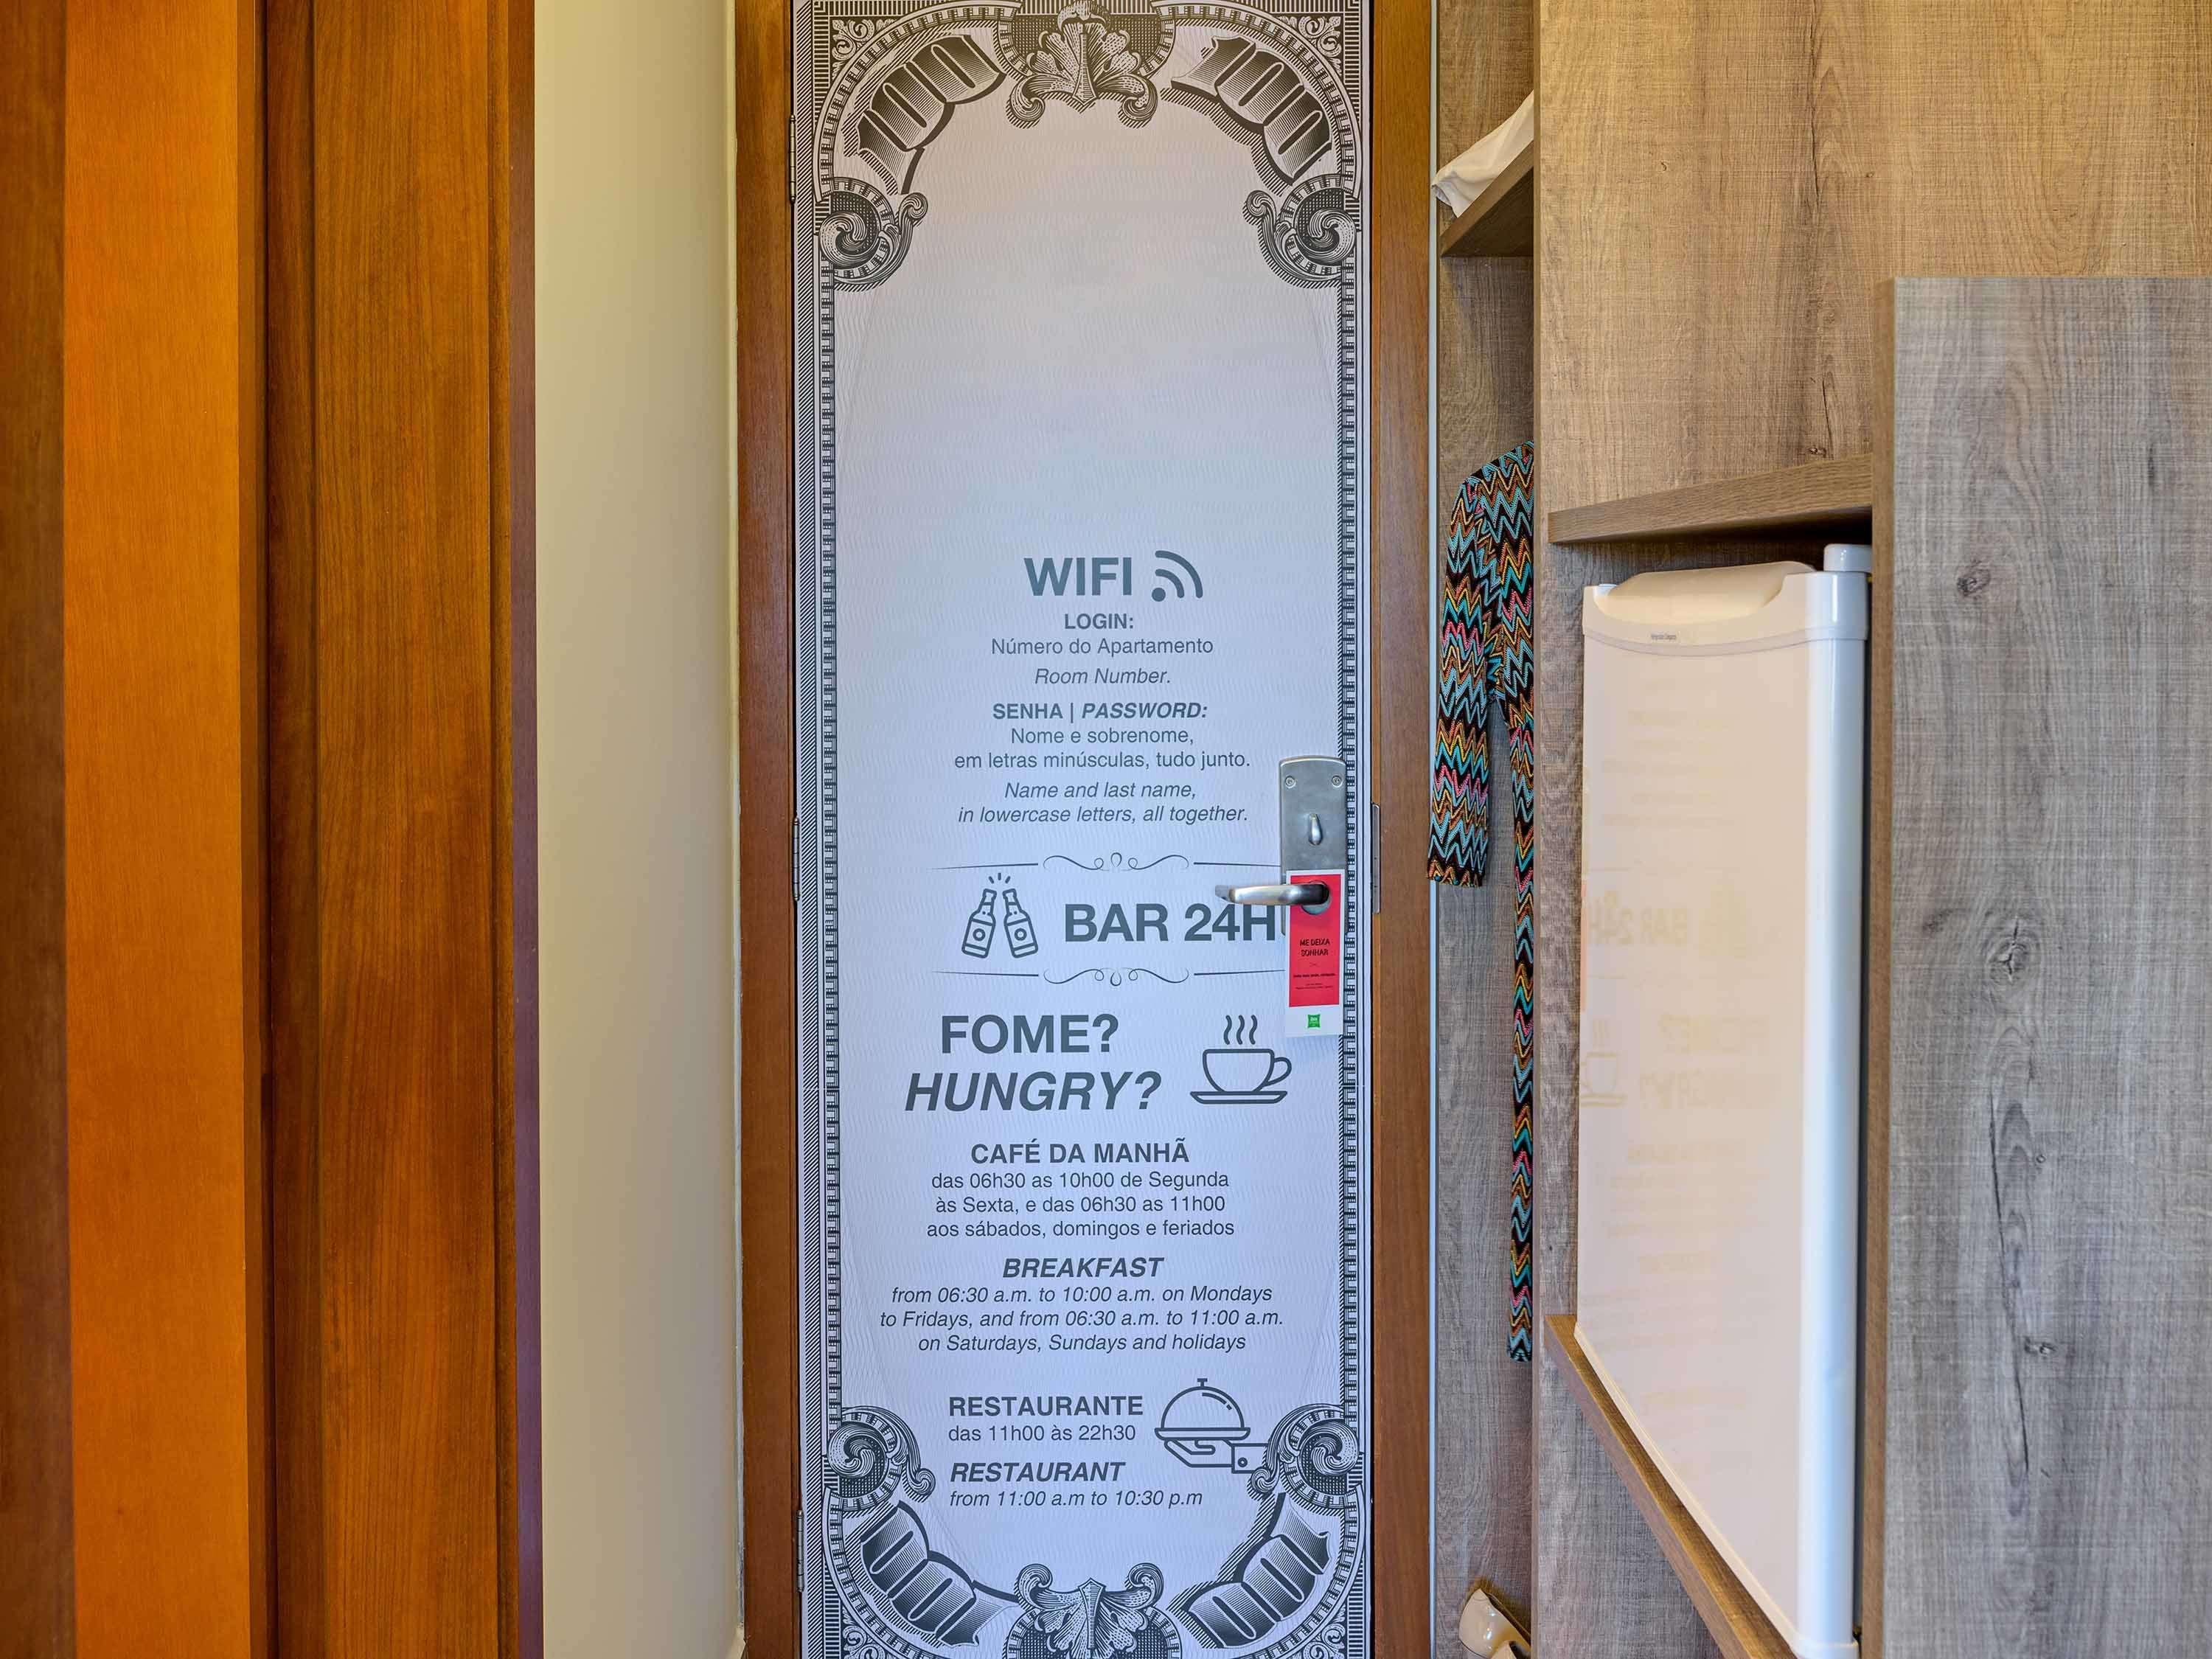 WIFI
LOGIN:
Número do Apartamento
Room Number.
SENHA | PASSWORD:
Nome e sobrenome,
em letras minúsculas, tudo junto.
Name and last name,
in lowercase letters, all together.
BAR 24H
ME DEIXA
SONHAR
FOME?
HUNGRY?
CAFÉ DA MANHÃ
das 06h30 as 10h00 de Segunda
às Sexta, e das 06h30 as 11h00
aos sábados, domingos e feriados
BREAKFAST
from 06:30 a.m. to 10:00 a.m. on Mondays
to Fridays, and from 06:30 a.m. to 11:00 a.m.
on Saturdays, Sundays and holidays
RESTAURANTE
das 11h00 às 22h30
RESTAURANT
from 11:00 a.m to 10:30 p.m